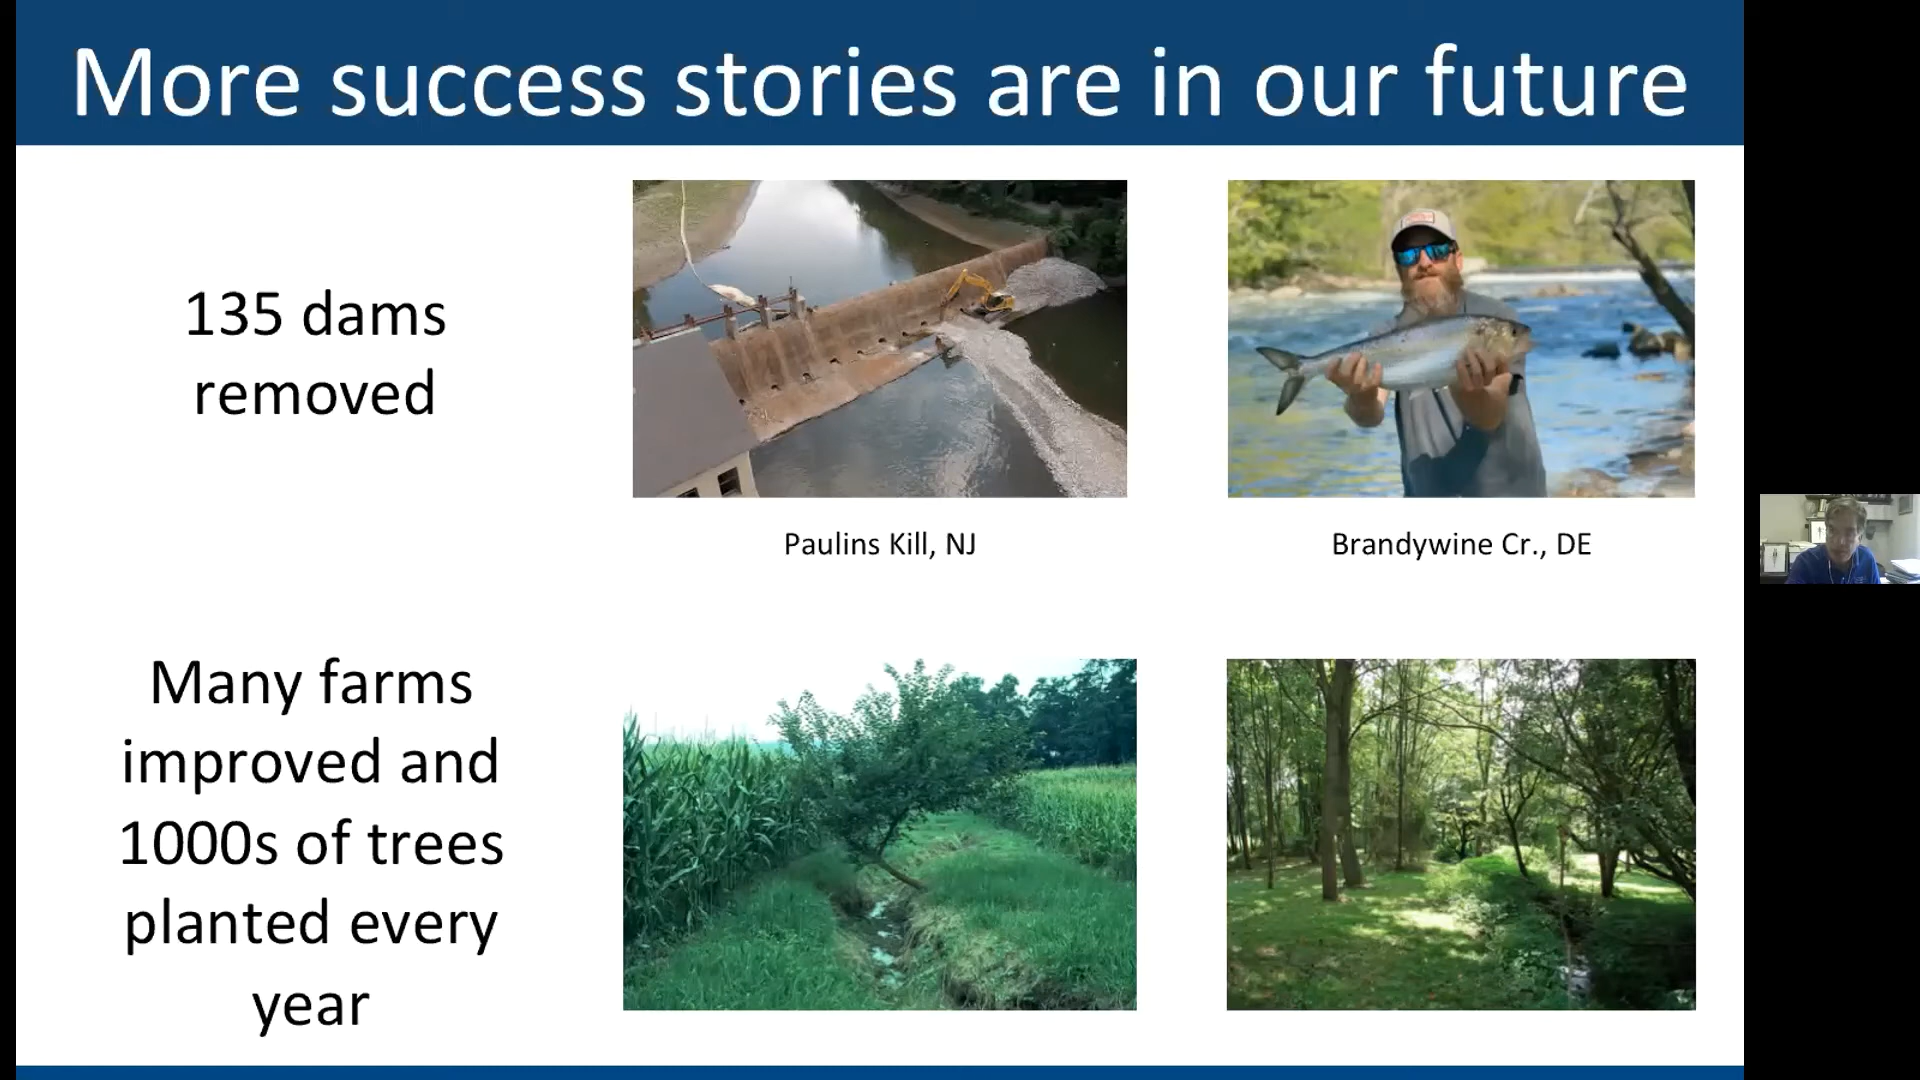 More success stories are in our future
135 dams
removed
Paulins Kill, NJ
Brandywine Cr., DE
Many farms
improved and
1000s of trees
planted every
year